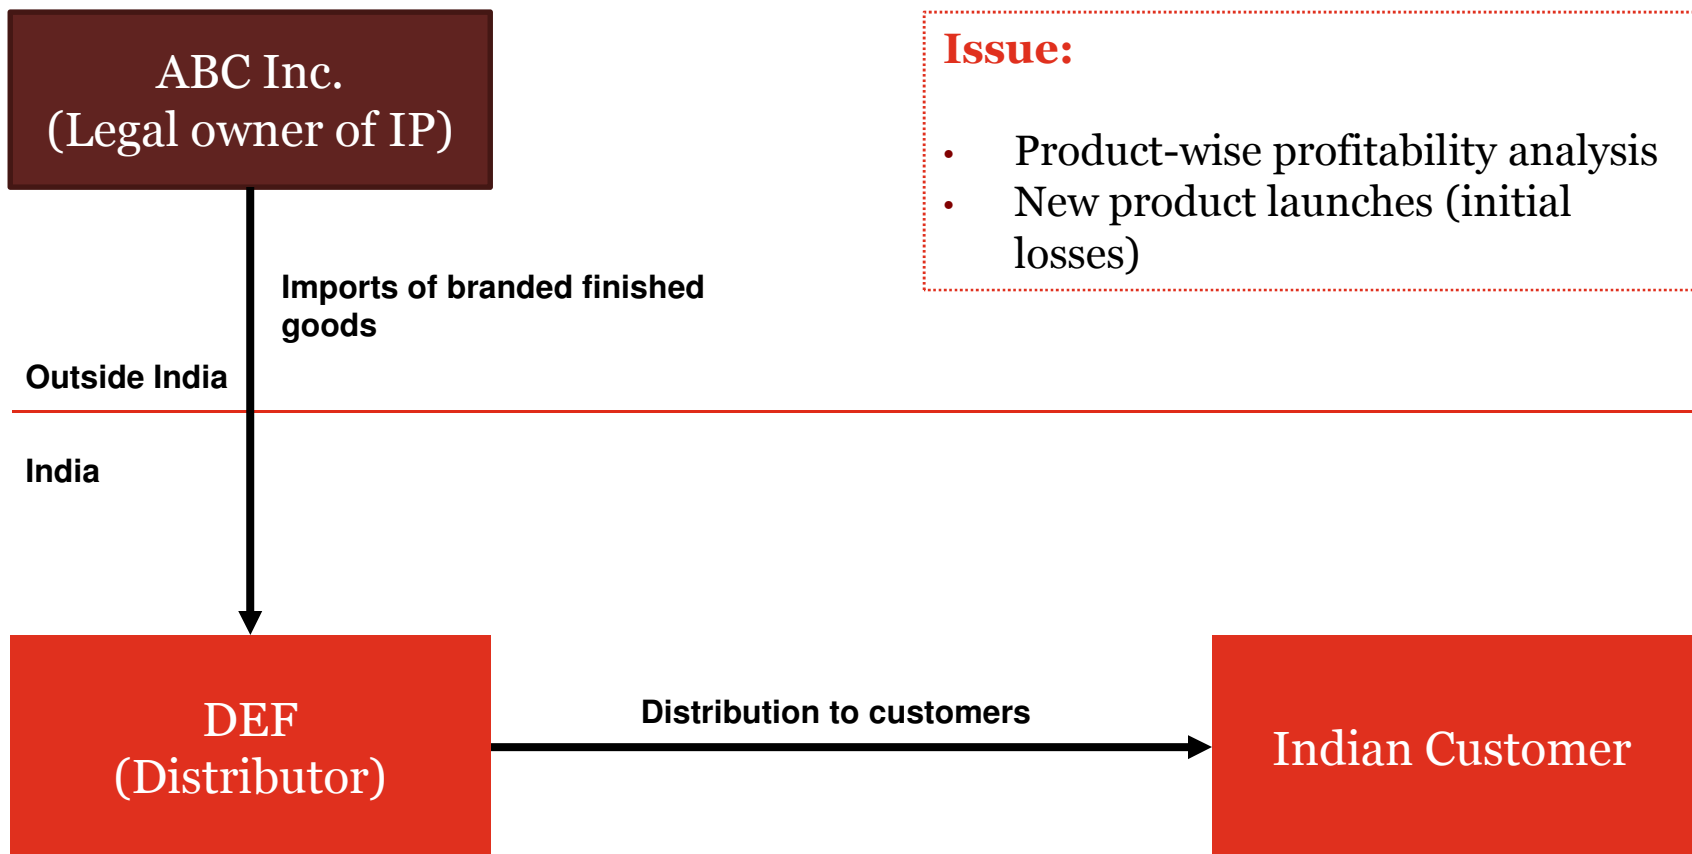 ABC Inc.
(Legal owner of IP)
Issue:
• Product-wise profitability analysis
• New product launches (initial
losses)
Imports of branded finished
goods
Outside India
India
DEF
(Distributor)
Distribution to customers
Indian Customer